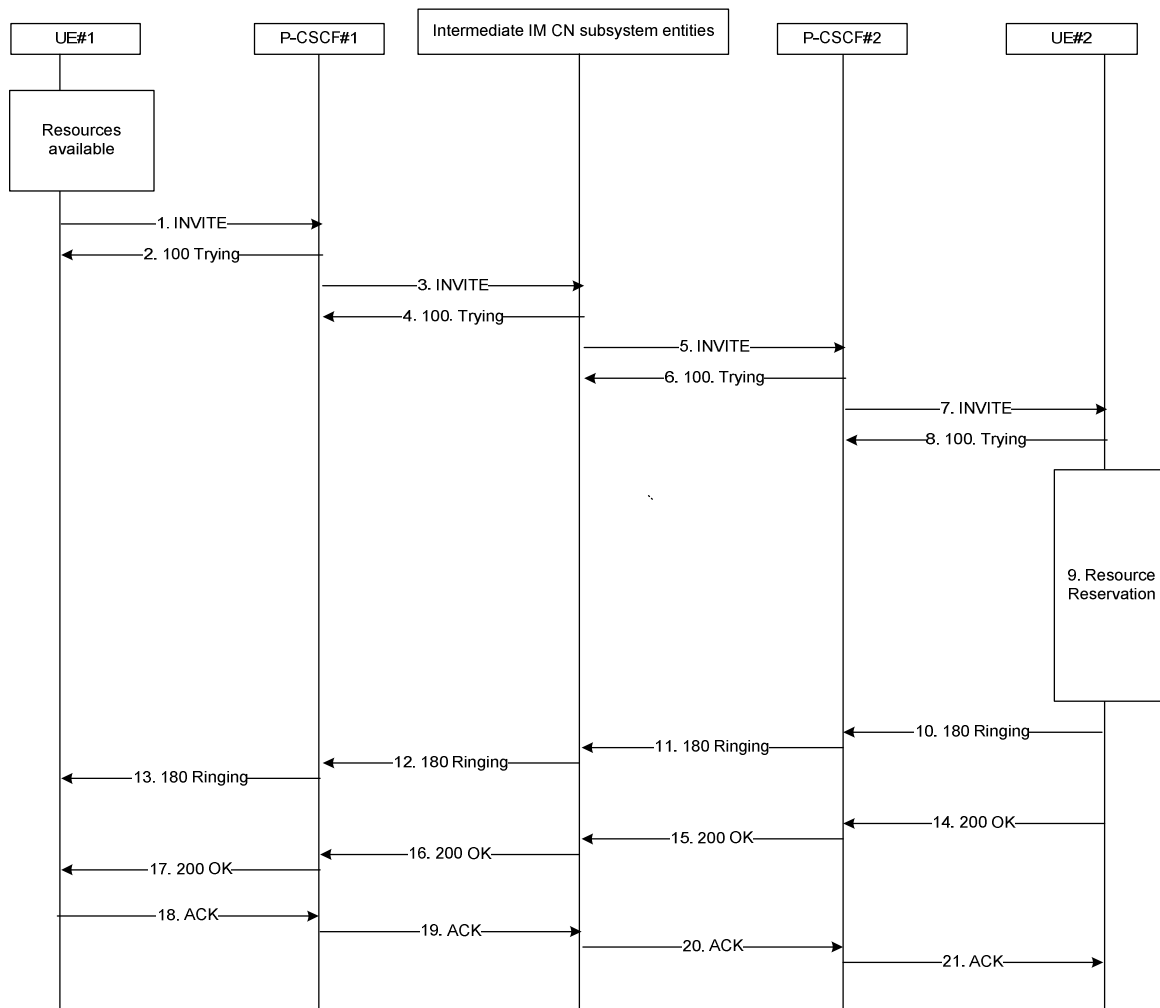 UE#1
P-CSCF#1
Intermediate IM CN subsystem entities
P-CSCF#2
UE#2
Resources
available
1. INVITE
2. 100 Trying
3. INVITE
4. 100. Trying
5. INVITE
6. 100. Trying
7. INVITE
8. 100. Trying
9. Resource
Reservation
10. 180 Ringing
11. 180 Ringing
12. 180 Ringing
13. 180 Ringing
14. 200 OK
15. 200 OK
16. 200 OK
17. 200 OK
18. ACK
19. ACK
20. ACK
21. ACK